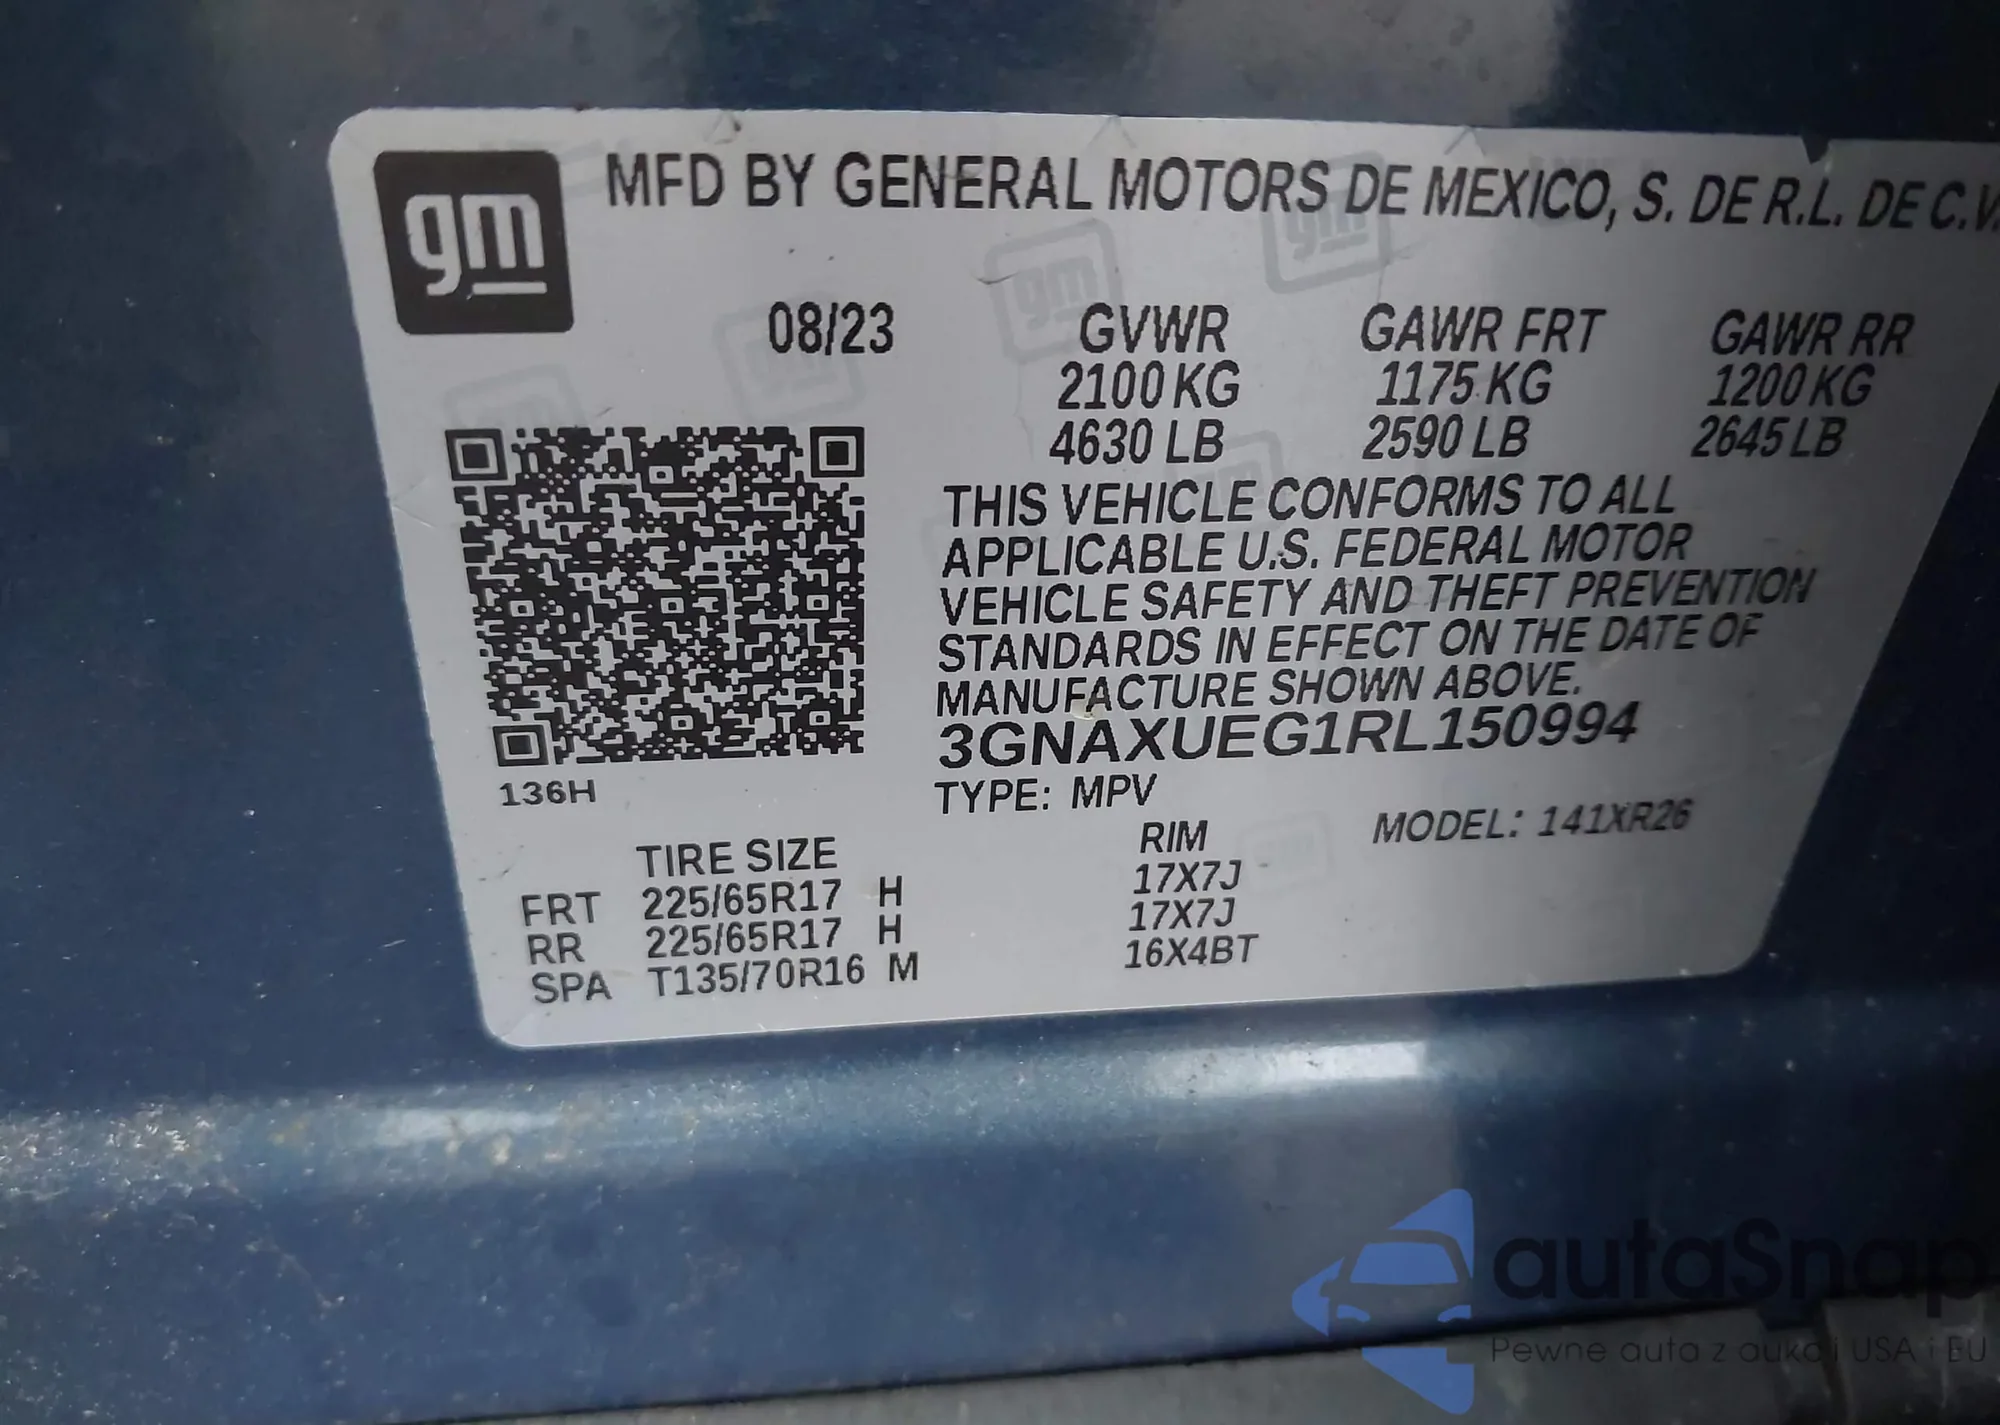 gm
MFD BY GENERAL MOTORS DE MEXICO, S. DE R.L. DE C.V.
08/23
GVWR GAWR FRT GAWR RR
2100 KG 1175 KG 1200 KG
4630 LB 2590 LB 2645 LB
THIS VEHICLE CONFORMS TO ALL
APPLICABLE U.S. FEDERAL MOTOR
VEHICLE SAFETY AND THEFT PREVENTION
STANDARDS IN EFFECT ON THE DATE OF
MANUFACTURE SHOWN ABOVE.
3GNAXUEG1RL150994
136H
TYPE: MPV
MODEL: 141XR26
TIRE SIZE RIM
FRT 225/65R17 H 17X7J
RR 225/65R17 H 17X7J
SPA T135/70R16 M 16X4BT
autaSnap
Pewne auta z aukcji USA i EU